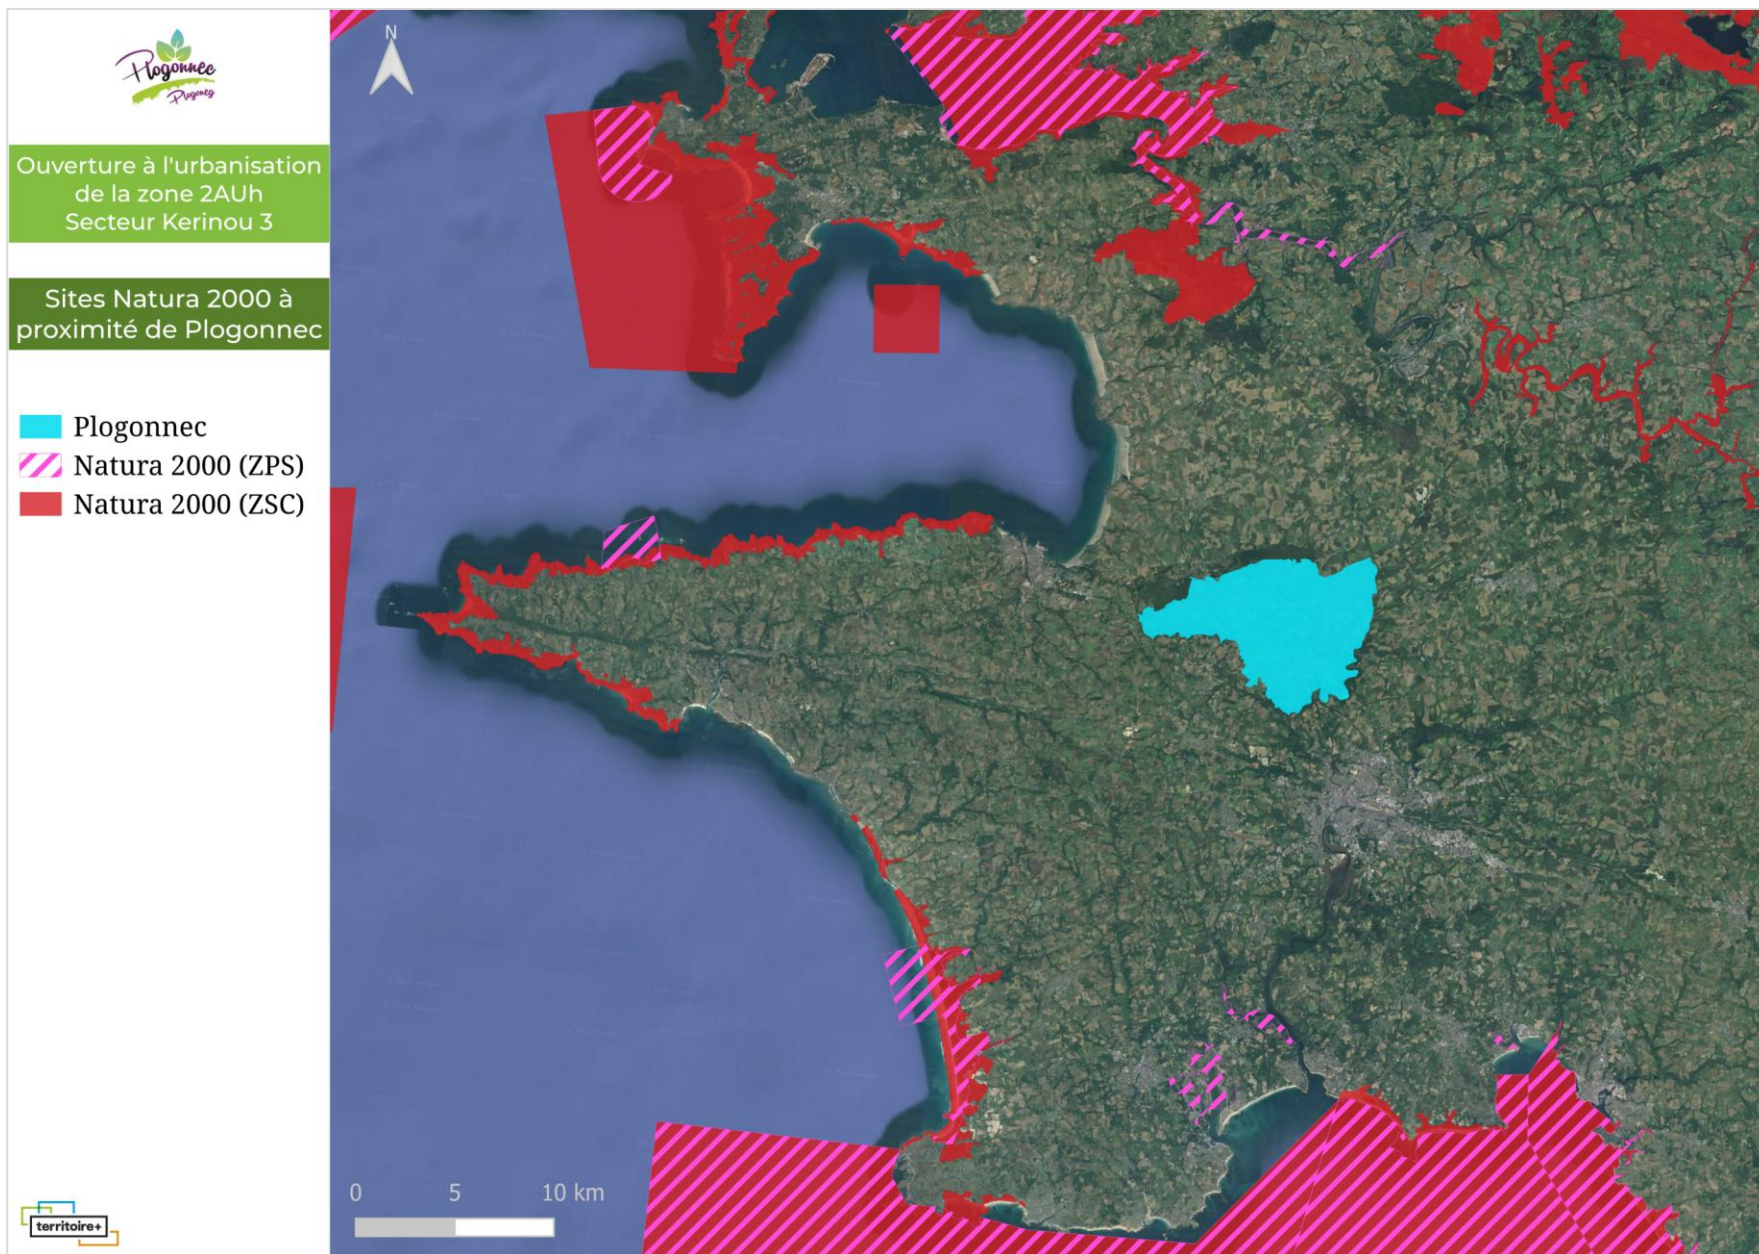 Plogonnec
Plogoneg
Ouverture à l'urbanisation
de la zone 2AUh
Secteur Kerinou 3
Sites Natura 2000 à
proximité de Plogonnec
Plogonnec
Natura 2000 (ZPS)
Natura 2000 (ZSC)
N
0 5 10 km
territoire+